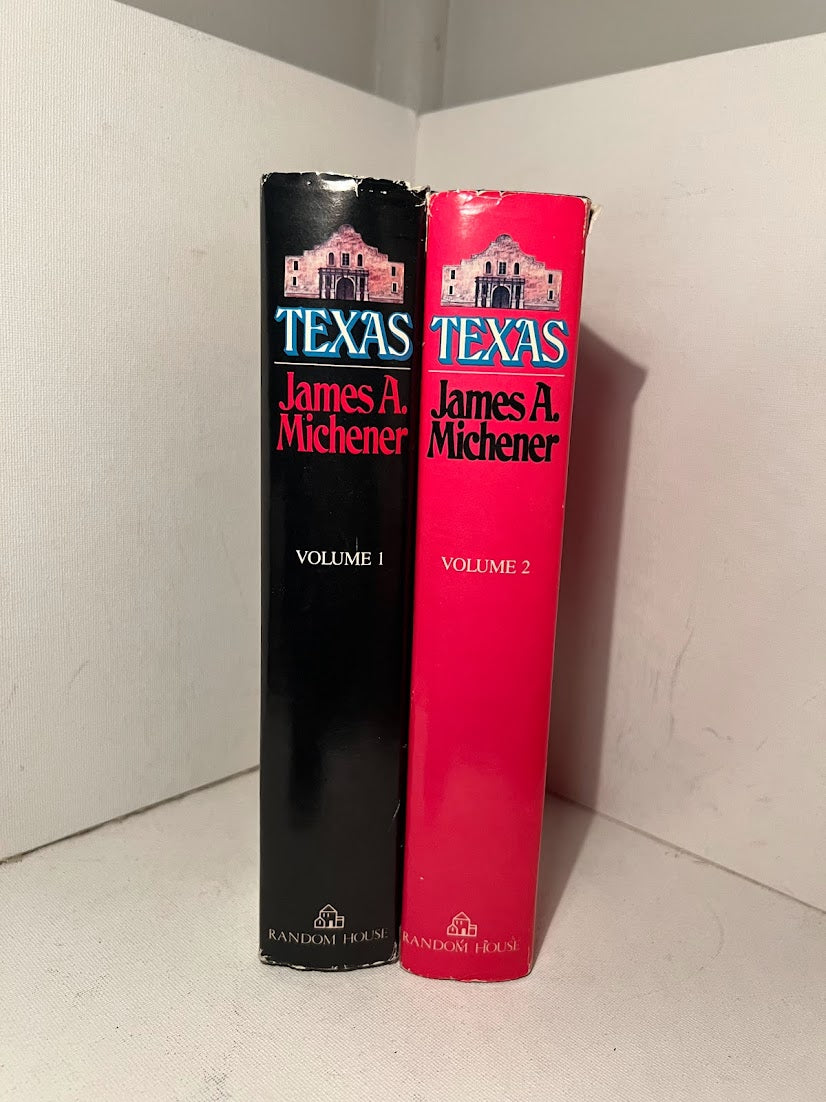 TEXAS
James A.
Michener
VOLUME 1
RANDOM HOUSE
TEXAS
James A.
Michener
VOLUME 2
RANDOM HOUSE